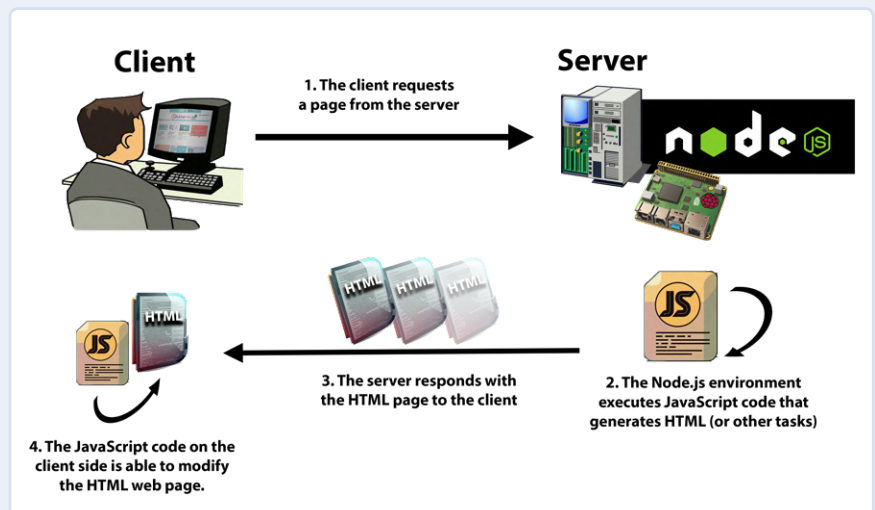 Client
Server
1. The client requests
a page from the server
node
JS
HTML
HTML
HTML
JS
JS
HTML
3. The server responds with
the HTML page to the client
2. The Node.js environment
executes JavaScript code that
generates HTML (or other tasks)
4. The JavaScript code on the
client side is able to modify
the HTML web page.